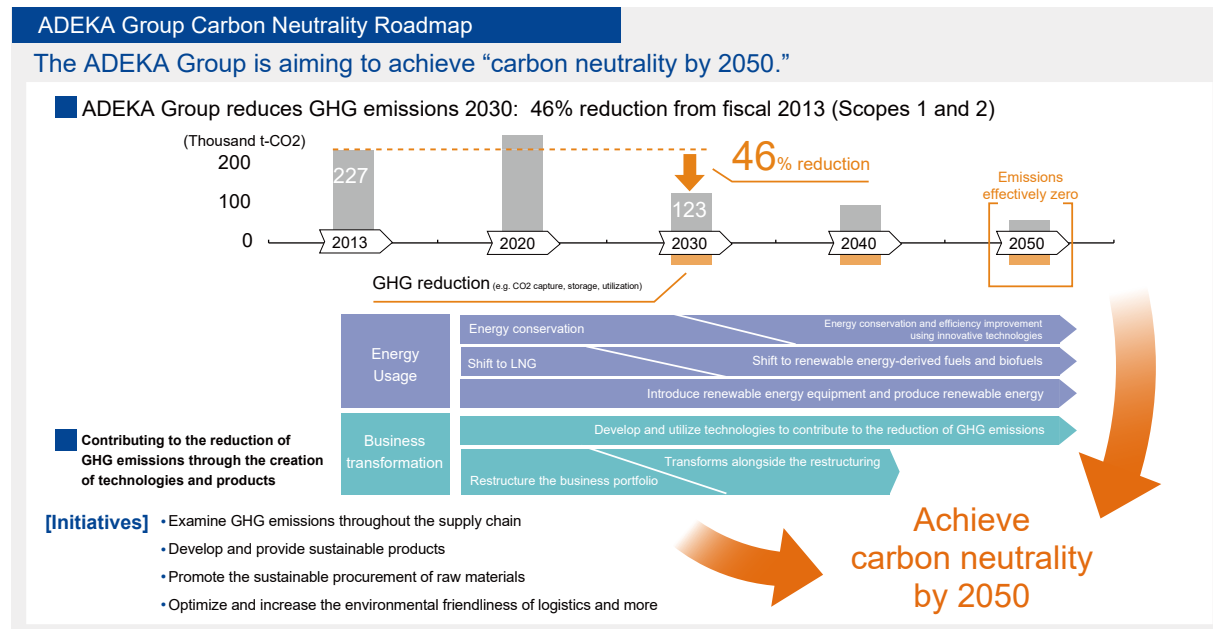 ADEKA Group Carbon Neutrality Roadmap
The ADEKA Group is aiming to achieve “carbon neutrality by 2050.”
ADEKA Group reduces GHG emissions 2030: 46% reduction from fiscal 2013 (Scopes 1 and 2)
(Thousand t-CO2)
200
100
0
227
123
46% reduction
Emissions
effectively zero
2013
2020
2030
2040
2050
GHG reduction (e.g. CO2 capture, storage, utilization)
Energy
Usage
Energy conservation
Energy conservation and efficiency improvement
using innovative technologies
Shift to LNG
Shift to renewable energy-derived fuels and biofuels
Introduce renewable energy equipment and produce renewable energy
Contributing to the reduction of
GHG emissions through the creation
of technologies and products
Business
transformation
Develop and utilize technologies to contribute to the reduction of GHG emissions
Transforms alongside the restructuring
Restructure the business portfolio
[Initiatives]
• Examine GHG emissions throughout the supply chain
• Develop and provide sustainable products
• Promote the sustainable procurement of raw materials
• Optimize and increase the environmental friendliness of logistics and more
Achieve
carbon neutrality
by 2050